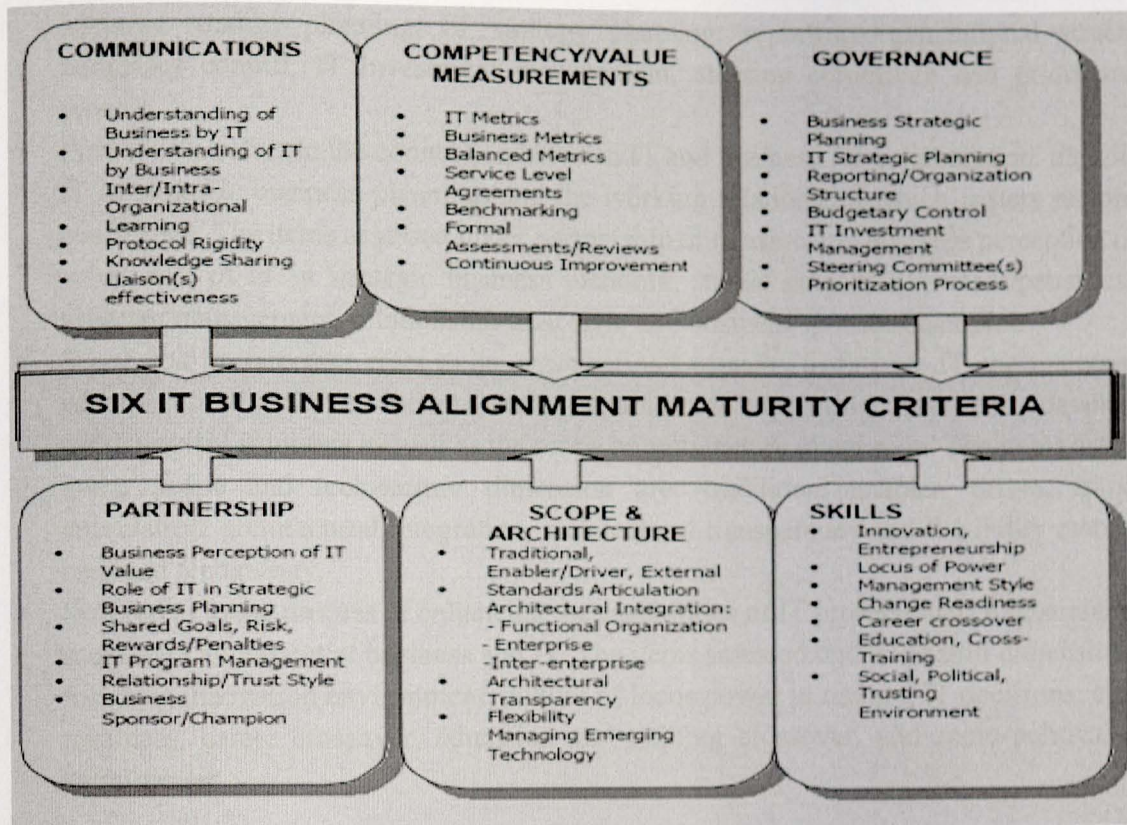 COMMUNICATIONS
• Understanding of
Business by IT
Understanding of IT
by Business
• Inter/Intra-
Organizational
Learning
• Protocol Rigidity
• Knowledge Sharing
• Liaison(s)
effectiveness
COMPETENCY/VALUE
MEASUREMENTS
• IT Metrics
• Business Metrics
• Balanced Metrics
• Service Level
Agreements
• Benchmarking
• Formal
Assessments/Reviews
• Continuous Improvement
GOVERNANCE
• Business Strategic
Planning
• IT Strategic Planning
• Reporting/Organization
Structure
• Budgetary Control
• IT Investment
Management
• Steering Committee(s)
• Prioritization Process
SIX IT BUSINESS ALIGNMENT MATURITY CRITERIA
PARTNERSHIP
• Business Perception of IT
Value
• Role of IT in Strategic
Business Planning
• Shared Goals, Risk,
Rewards/Penalties
• IT Program Management
• Relationship/Trust Style
• Business
Sponsor/Champion
SCOPE &
ARCHITECTURE
• Traditional,
Enabler/Driver, External
• Standards Articulation
• Architectural Integration:
- Functional Organization
- Enterprise
-Inter-enterprise
• Architectural
Transparency
• Flexibility
Managing Emerging
Technology
SKILLS
• Innovation,
Entrepreneurship
• Locus of Power
• Management Style
• Change Readiness
• Career crossover
• Education, Cross-
Training
• Social, Political,
Trusting
Environment